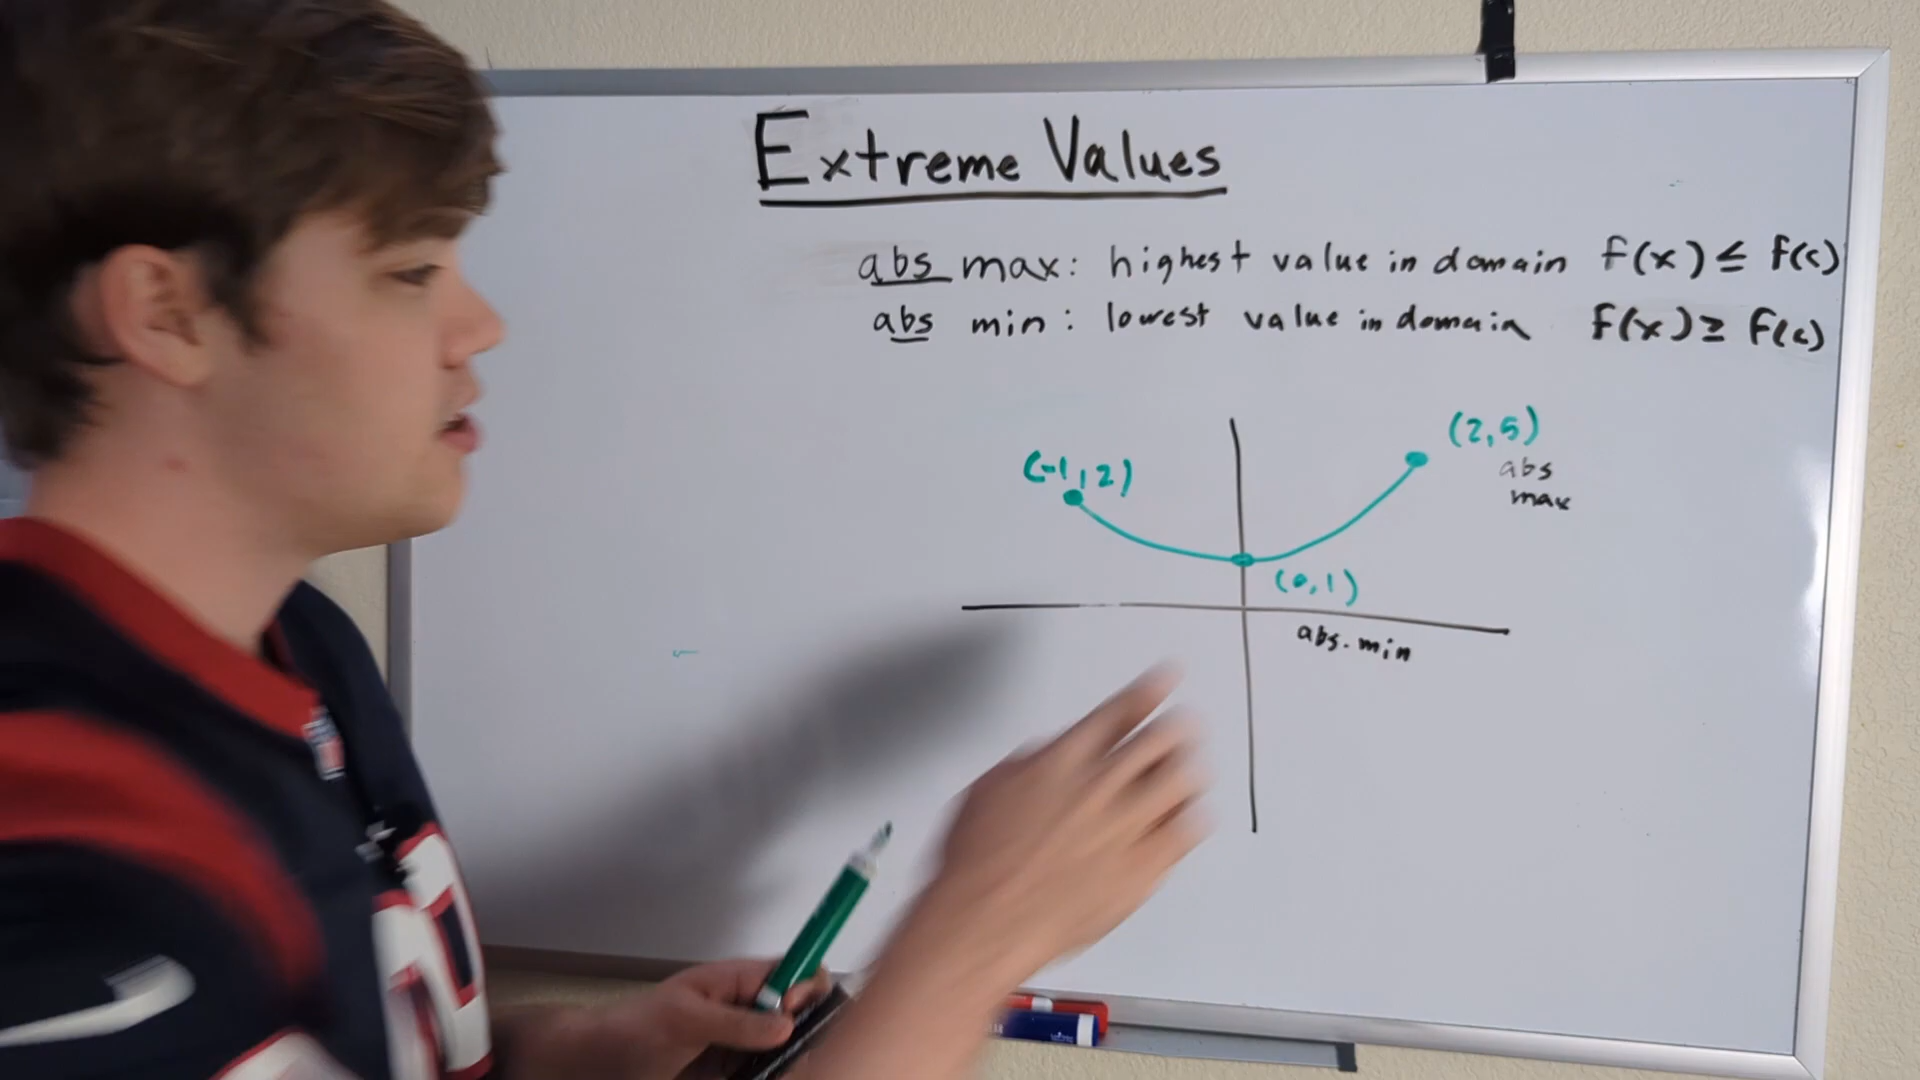 Extreme Values
abs max: highest value in domain f(x) ≤ f(c)
abs min: lowest value in domain f(x) ≥ f(c)
(-1,2)
(2,5)
abs
max
(0,1)
abs. min